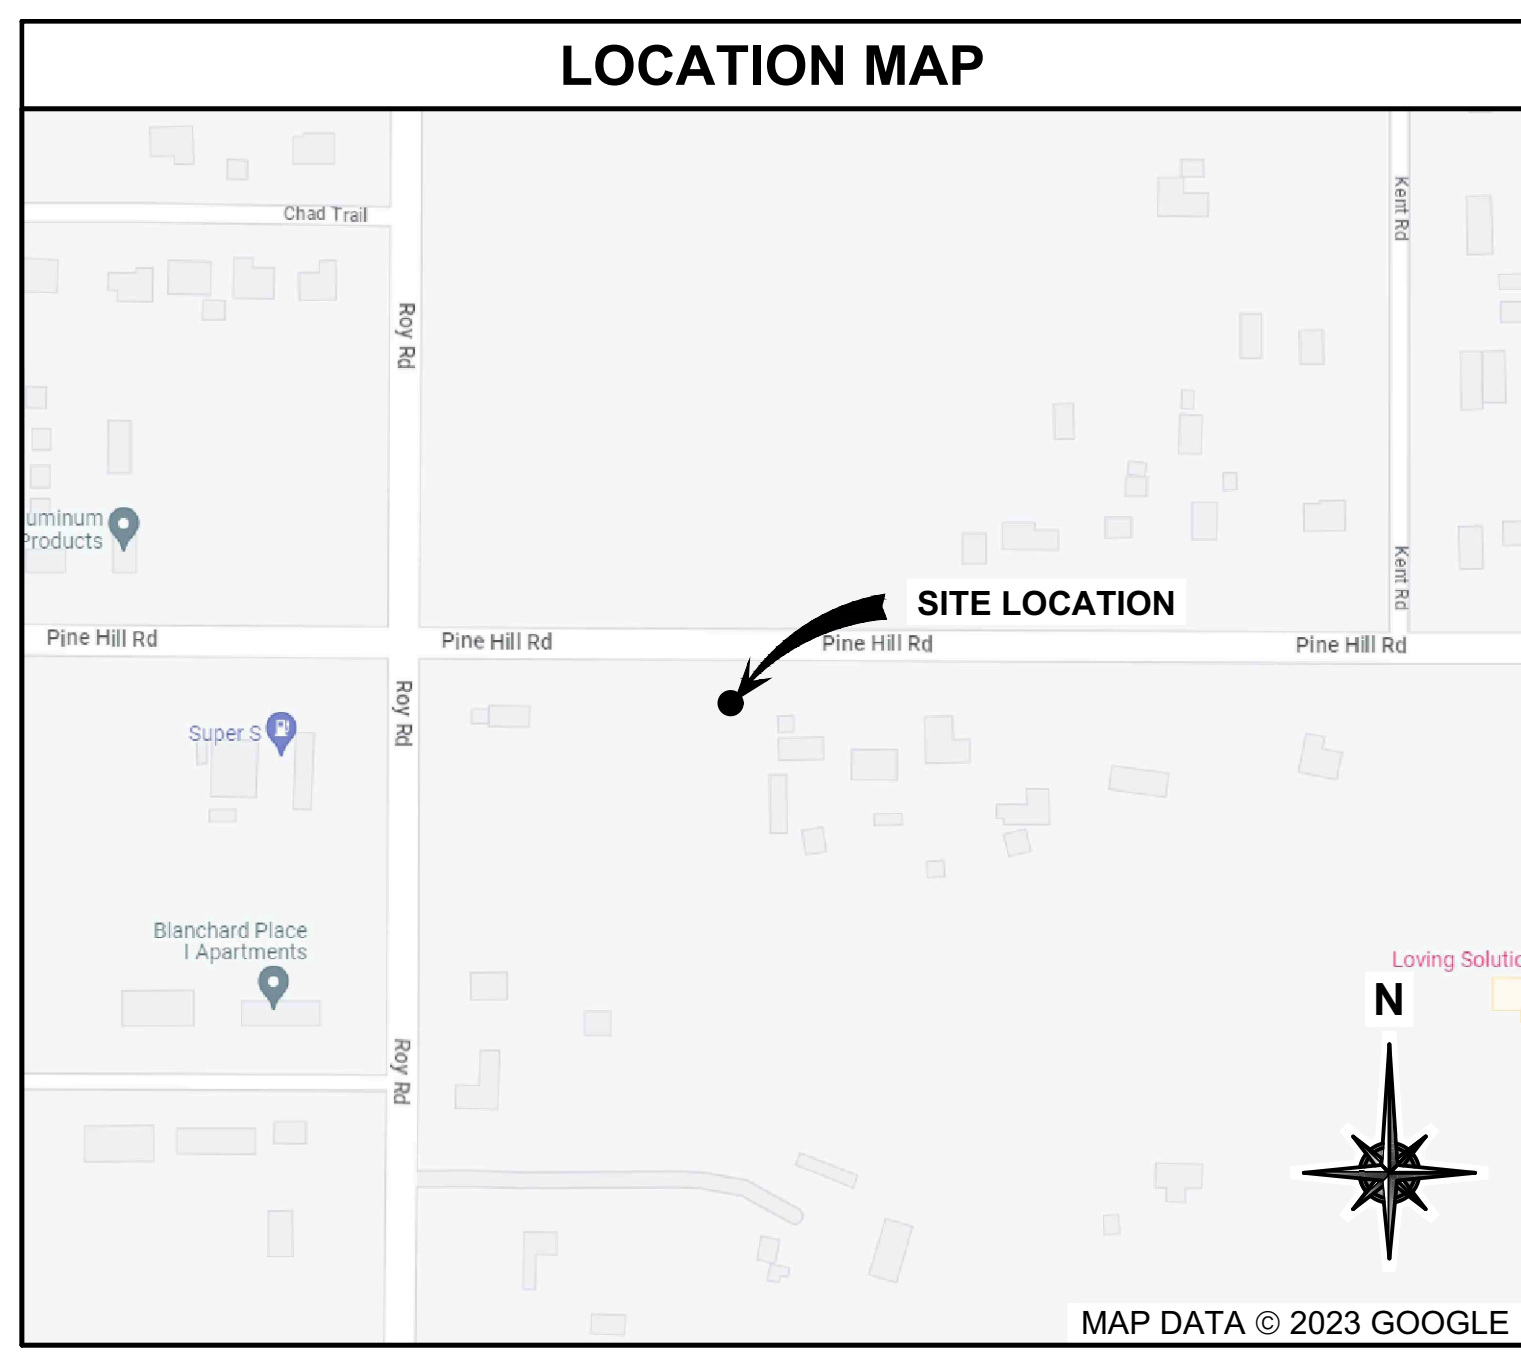 LOCATION MAP
Chad Trail
Kent Rd
Roy Rd
uminum
Products
Kent Rd
SITE LOCATION
Pine Hill Rd
Pine Hill Rd
Pine Hill Rd
Pine Hill Rd
Roy Rd
Super S
Blanchard Place
I Apartments
Loving Solutio
N
Roy Rd
MAP DATA © 2023 GOOGLE